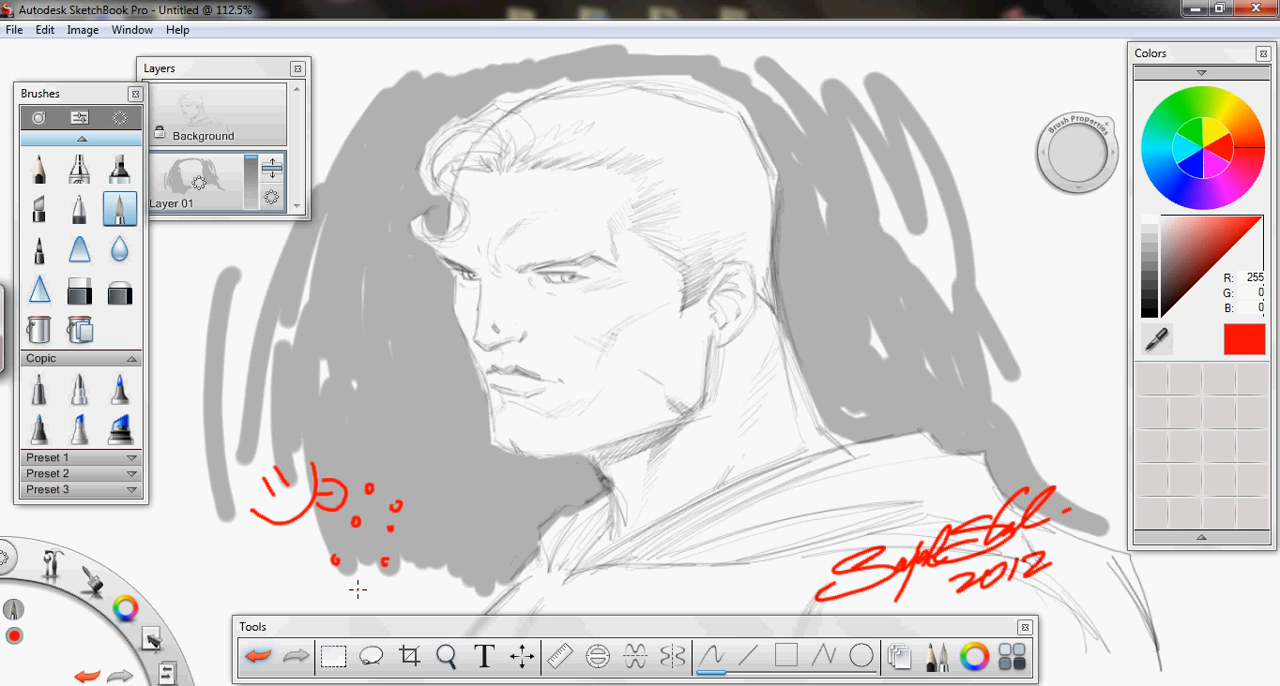 Autodesk SketchBook Pro - Untitled @ 112.5%
File Edit Image Window Help
Layers
Background
Layer 01
Brushes
Copic
Preset 1
Preset 2
Preset 3
Brush Properties
Colors
R: 255
G: 0
B: 0
2012
Tools
T